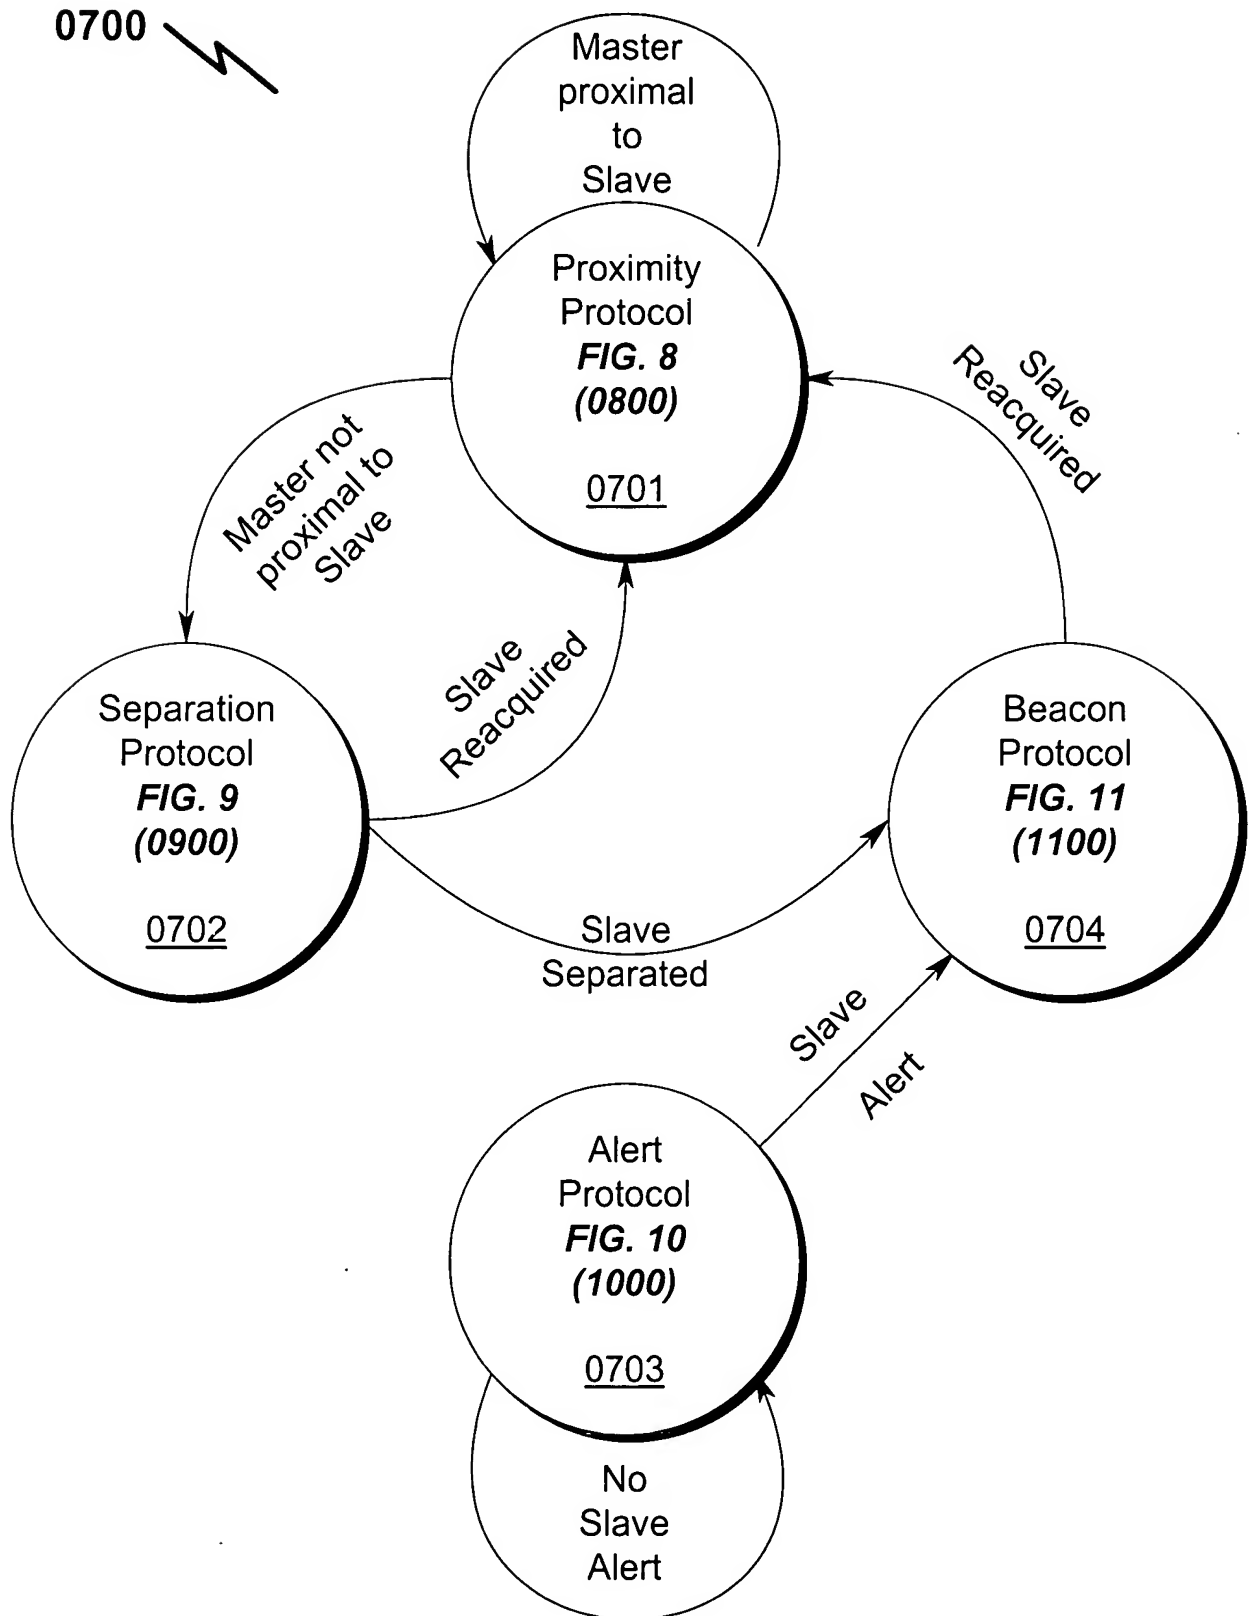 0700
Master
proximal
to
Slave
Proximity
Protocol
FIG. 8
(0800)
0701
Slave
Reacquired
Master not
proximal to
Slave
Slave
Reacquired
Separation
Protocol
FIG. 9
(0900)
0702
Beacon
Protocol
FIG. 11
(1100)
0704
Slave
Separated
Slave
Alert
Alert
Protocol
FIG. 10
(1000)
0703
No
Slave
Alert